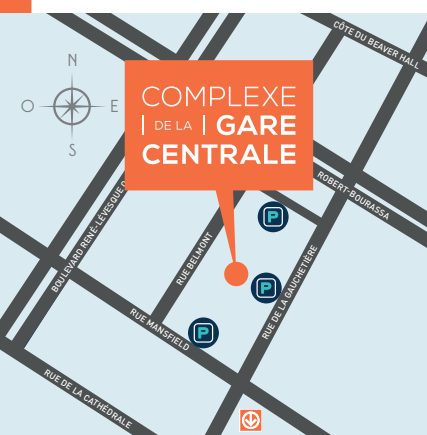 CÔTE DU BEAVER HALL
N
O
E
S
COMPLEXE
DE LA GARE
CENTRALE
BOULEVARD RENÉ-LÉVESQUE O
ROBERT-BOURASSA
P
RUE BELMONT
RUE DE LA GAUCHETIÈRE
P
RUE MANSFIELD
P
RUE DE LA CATHÉDRALE